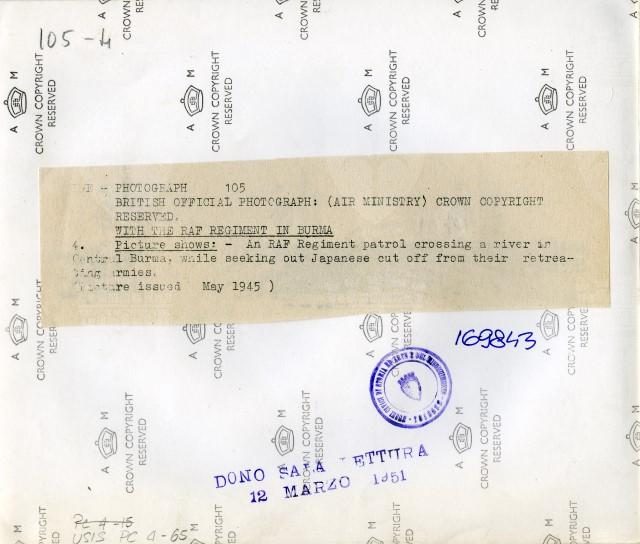 105-4
A M
CROWN COPYRIGHT
RESERVED
PHOTOGRAPH 105
BRITISH OFFICIAL PHOTOGRAPH: (AIR MINISTRY) CROWN COPYRIGHT
RESERVED.
WITH THE RAF REGIMENT IN BURMA
4. Picture shows: - An RAF Regiment patrol crossing a river in
Central Burma, while seeking out Japanese cut off from their retrea-
ting armies.
(Picture issued May 1945 )
169843
DONO SALA LETTURA
12 MARZO 1951
PC 4-15
USIS PC 4-65